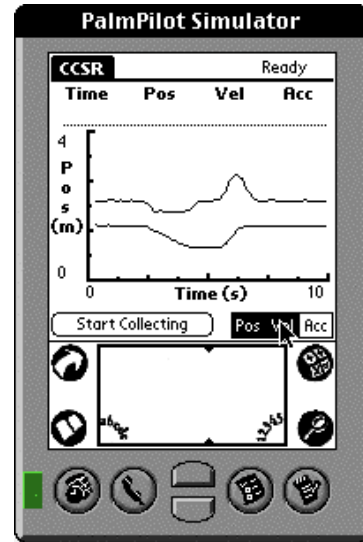 PalmPilot Simulator
CCSR Ready
Time Pos Vel Acc
4
Pos
(m)
0
0 Time (s) 10
Start Collecting Pos Vel Acc
abc 12345